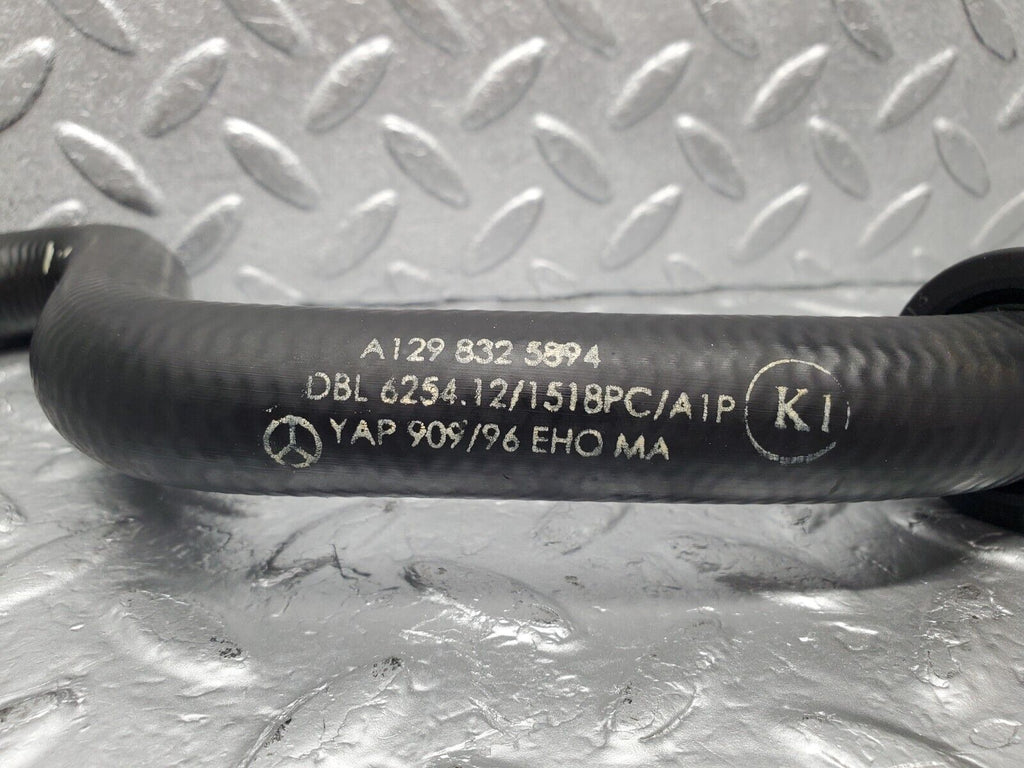 A129 832 5894
DBL 6254.12/1518PC/A1P
YAP 909/96 EHO MA
K1